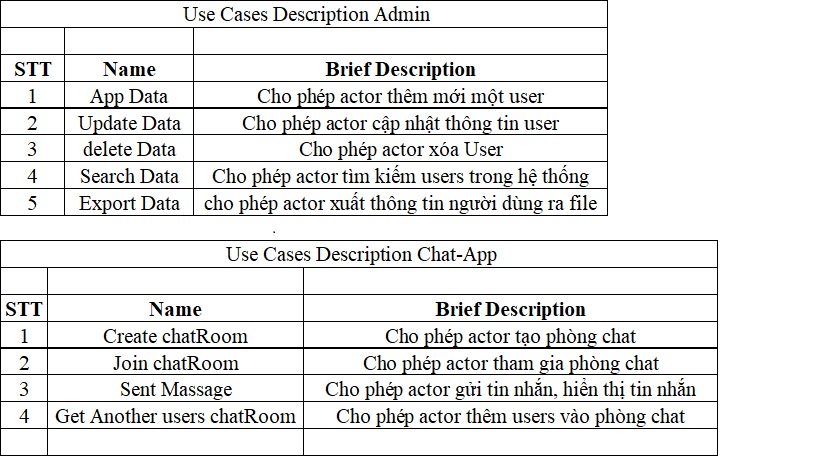 Use Cases Description Admin
STT Name Brief Description
1 App Data Cho phép actor thêm mới một user
2 Update Data Cho phép actor cập nhật thông tin user
3 delete Data Cho phép actor xóa User
4 Search Data Cho phép actor tìm kiếm users trong hệ thống
5 Export Data cho phép actor xuất thông tin người dùng ra file
.
Use Cases Description Chat-App
STT Name Brief Description
1 Create chatRoom Cho phép actor tạo phòng chat
2 Join chatRoom Cho phép actor tham gia phòng chat
3 Sent Massage Cho phép actor gửi tin nhắn, hiển thị tin nhắn
4 Get Another users chatRoom Cho phép actor thêm users vào phòng chat